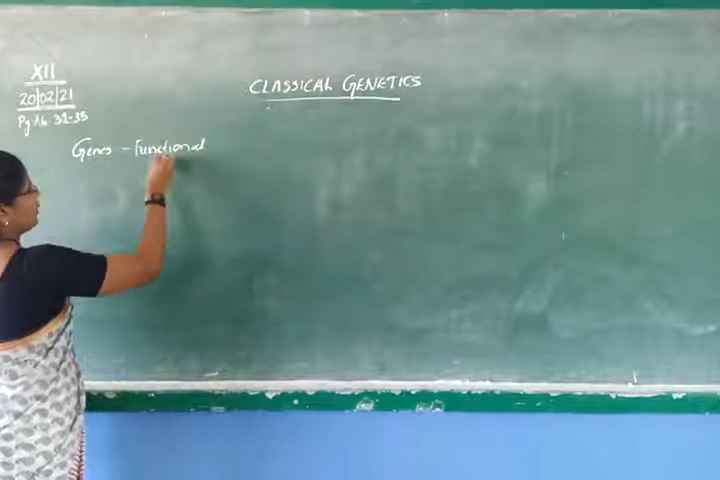 XII
20/02/21
Pg.No. 32-35
CLASSICAL GENETICS
Genes - Functional